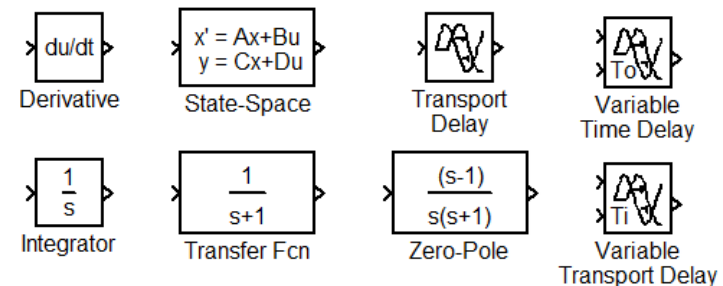 du/dt
Derivative
x' = Ax+Bu
y = Cx+Du
State-Space
Transport
Delay
To
Variable
Time Delay
1
s
Integrator
1
s+1
Transfer Fcn
(s-1)
s(s+1)
Zero-Pole
Ti
Variable
Transport Delay